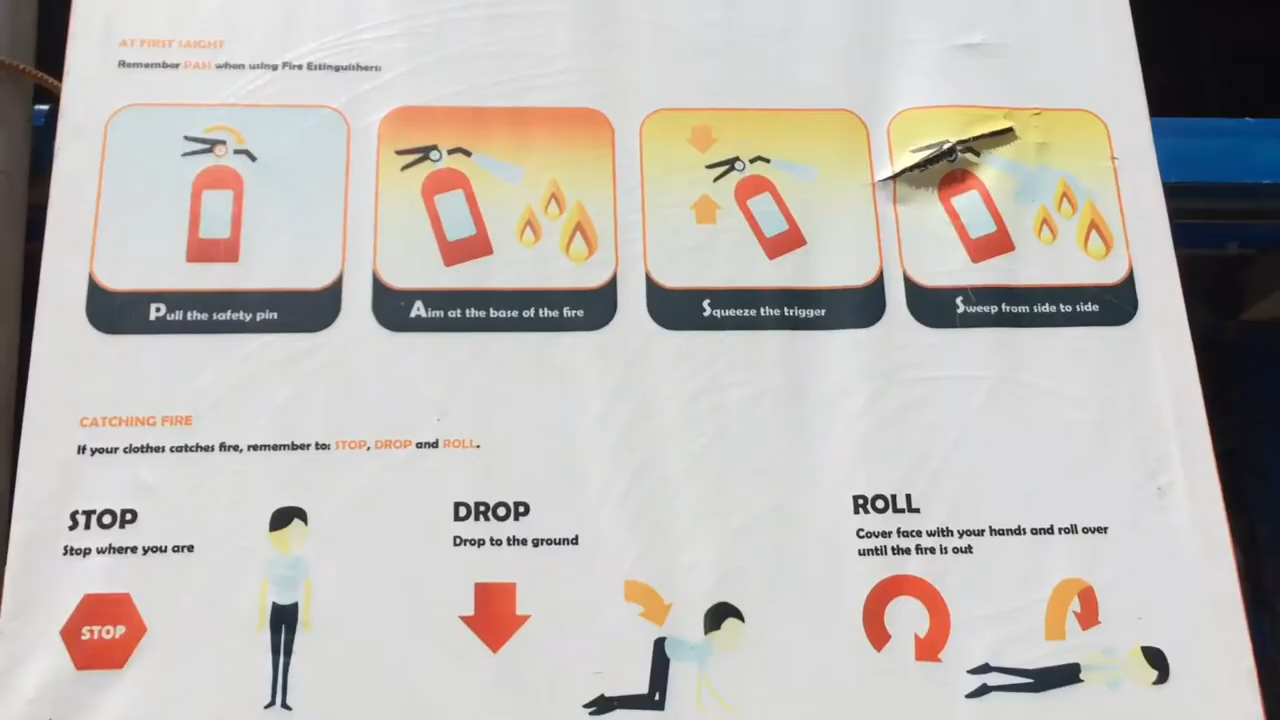 AT FIRST SAIGHT
Remember PASS when using Fire Estinguishers:
Pull the safety pin
Aim at the base of the fire
Squeeze the trigger
Sweep from side to side
CATCHING FIRE
If your clothes catches fire, remember to: STOP, DROP and ROLL.
STOP
Stop where you are
STOP
DROP
Drop to the ground
ROLL
Cover face with your hands and roll over
until the fire is out